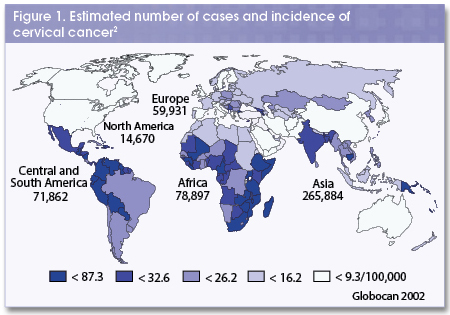 Figure 1. Estimated number of cases and incidence of
cervical cancer²
Europe
59,931
North America
14,670
Central and
South America
71,862
Africa
78,897
Asia
265,884
< 87.3 < 32.6 < 26.2 < 16.2 < 9.3/100,000
Globocan 2002